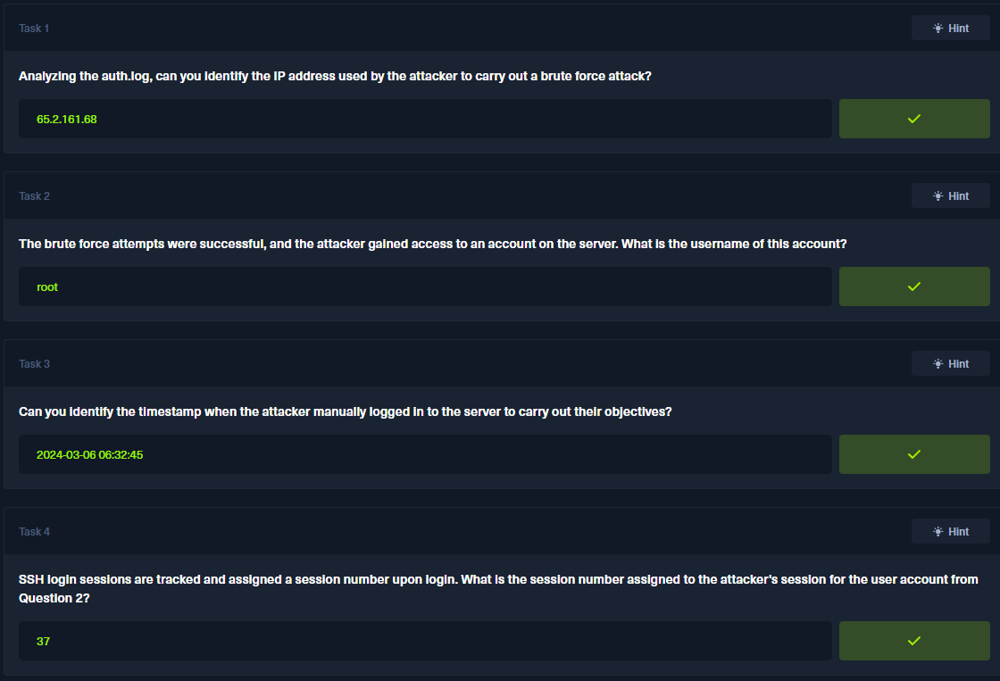 Task 1
Hint
Analyzing the auth.log, can you identify the IP address used by the attacker to carry out a brute force attack?
65.2.161.68
Task 2
Hint
The brute force attempts were successful, and the attacker gained access to an account on the server. What is the username of this account?
root
Task 3
Hint
Can you identify the timestamp when the attacker manually logged in to the server to carry out their objectives?
2024-03-06 06:32:45
Task 4
Hint
SSH login sessions are tracked and assigned a session number upon login. What is the session number assigned to the attacker's session for the user account from
Question 2?
37